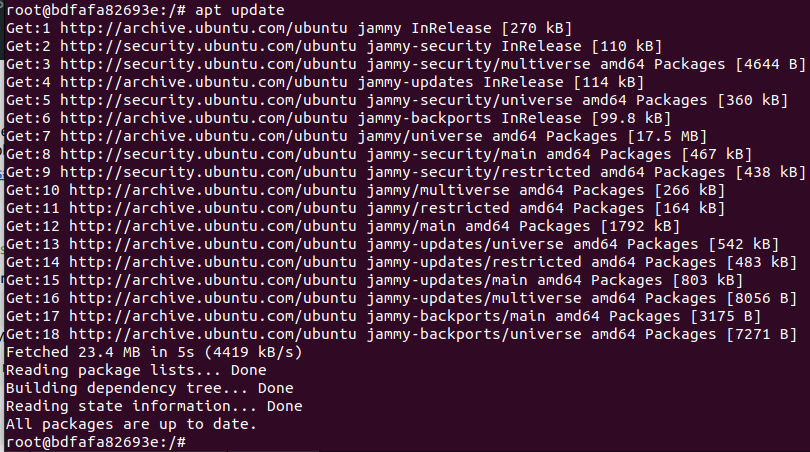 root@bdfafa82693e:/# apt update
Get:1 http://archive.ubuntu.com/ubuntu jammy InRelease [270 kB]
Get:2 http://security.ubuntu.com/ubuntu jammy-security InRelease [110 kB]
Get:3 http://security.ubuntu.com/ubuntu jammy-security/multiverse amd64 Packages [4644 B]
Get:4 http://archive.ubuntu.com/ubuntu jammy-updates InRelease [114 kB]
Get:5 http://security.ubuntu.com/ubuntu jammy-security/universe amd64 Packages [360 kB]
Get:6 http://archive.ubuntu.com/ubuntu jammy-backports InRelease [99.8 kB]
Get:7 http://archive.ubuntu.com/ubuntu jammy/universe amd64 Packages [17.5 MB]
Get:8 http://security.ubuntu.com/ubuntu jammy-security/main amd64 Packages [467 kB]
Get:9 http://security.ubuntu.com/ubuntu jammy-security/restricted amd64 Packages [438 kB]
Get:10 http://archive.ubuntu.com/ubuntu jammy/multiverse amd64 Packages [266 kB]
Get:11 http://archive.ubuntu.com/ubuntu jammy/restricted amd64 Packages [164 kB]
Get:12 http://archive.ubuntu.com/ubuntu jammy/main amd64 Packages [1792 kB]
Get:13 http://archive.ubuntu.com/ubuntu jammy-updates/universe amd64 Packages [542 kB]
Get:14 http://archive.ubuntu.com/ubuntu jammy-updates/restricted amd64 Packages [483 kB]
Get:15 http://archive.ubuntu.com/ubuntu jammy-updates/main amd64 Packages [803 kB]
Get:16 http://archive.ubuntu.com/ubuntu jammy-updates/multiverse amd64 Packages [8056 B]
Get:17 http://archive.ubuntu.com/ubuntu jammy-backports/main amd64 Packages [3175 B]
Get:18 http://archive.ubuntu.com/ubuntu jammy-backports/universe amd64 Packages [7271 B]
Fetched 23.4 MB in 5s (4419 kB/s)
Reading package lists... Done
Building dependency tree... Done
Reading state information... Done
All packages are up to date.
root@bdfafa82693e:/#